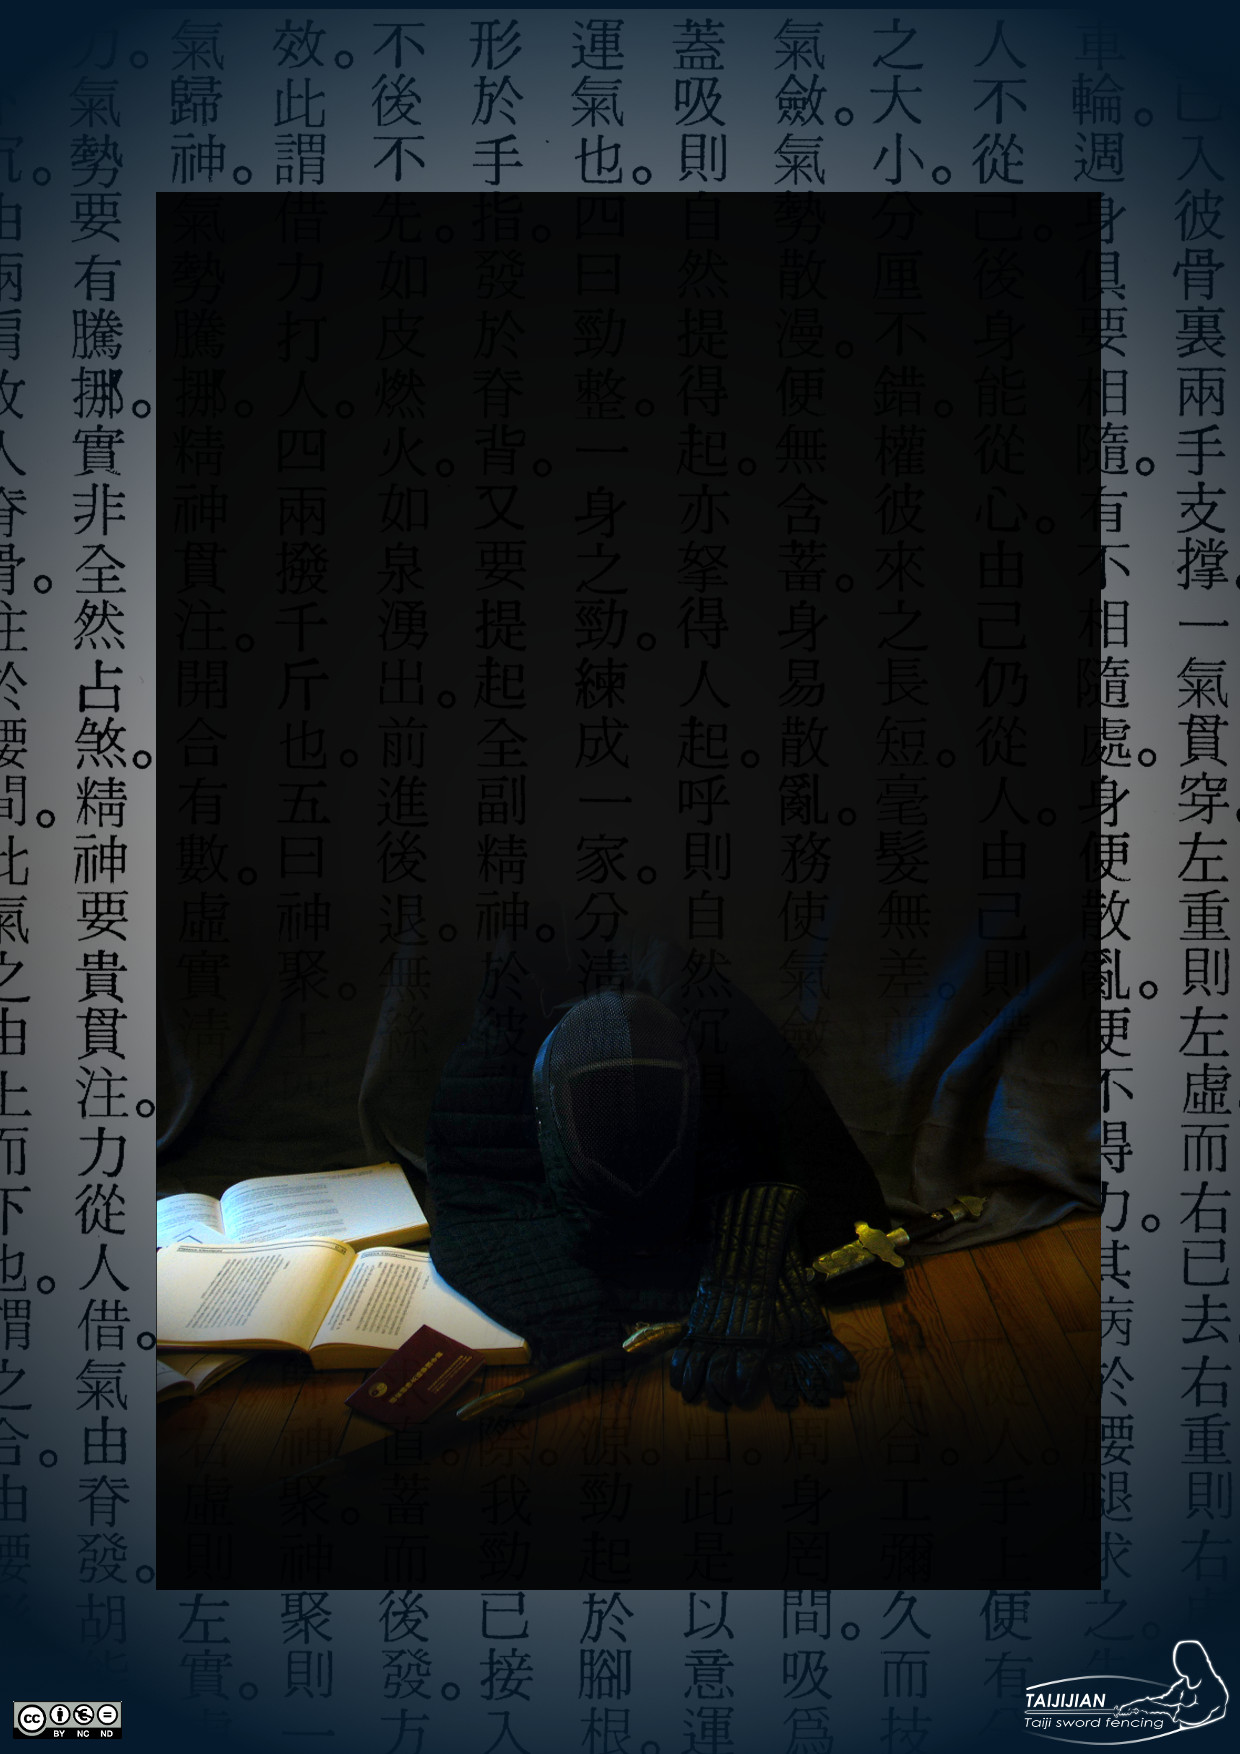 已入彼骨裏兩手支撐。一氣貫穿。左重則左虛。而右已去。右重則右
車輪。週身俱要相隨。有不相隨處。身便散亂。便不得力。其病於腰腿求之。
人不從己。後身能從心。由己仍從人。由己則滯。人。手上便有
之大小。分厘不錯。權彼來之長短。毫髮無差。合。工彌久而技
氣斂。氣勢散漫。便無含蓄。身易散亂。務使氣斂周身罔間。吸爲
蓋吸則自然提得起。亦拏得人起。呼則自然沉出。此是以意運
運氣也。四曰勁整。一身之勁。練成一家。分清根源。勁起於腳根。
形於手指。發於脊背。又要提起全副精神。於彼際。我勁已接入
不後不先。如皮燃火。如泉湧出。前進後退。無絲直。蓄而後發。方
效。此謂借力打人。四兩撥千斤也。五曰神聚。上神聚。神聚則一
氣歸神。氣勢騰挪。精神貫注。開合有數。虛實清右虛則左實。
力。氣勢要有騰挪。實非全然占煞。精神要貴貫注。力從人借。氣由脊發。胡能
沉。由兩肩收入脊骨。注於腰間。此氣之由上而下也。謂之合。由腰
TAIJIJIAN
Taiji sword fencing
cc
BY NC ND